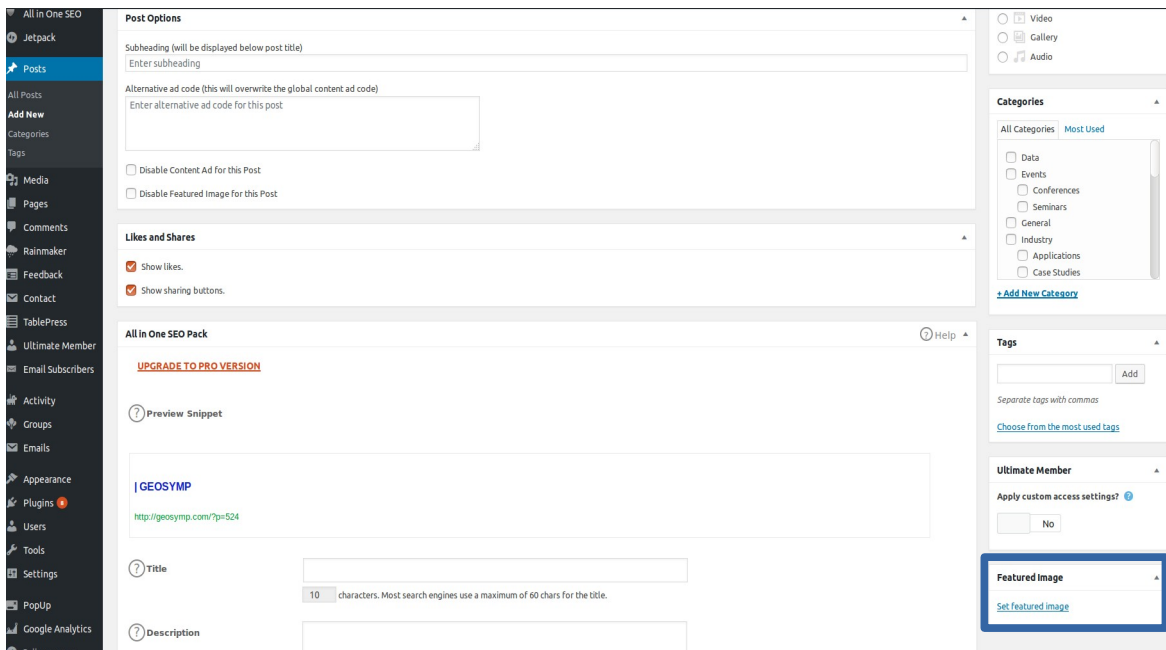 All in One SEO
Jetpack
Posts
All Posts
Add New
Categories
Tags
Media
Pages
Comments
Rainmaker
Feedback
Contact
TablePress
Ultimate Member
Email Subscribers
Activity
Groups
Emails
Appearance
Plugins 8
Users
Tools
Settings
PopUp
Google Analytics
Post Options
Subheading (will be displayed below post title)
Enter subheading
Alternative ad code (this will overwrite the global content ad code)
Enter alternative ad code for this post
Disable Content Ad for this Post
Disable Featured Image for this Post
Likes and Shares
Show likes.
Show sharing buttons.
All in One SEO Pack
? Help
UPGRADE TO PRO VERSION
? Preview Snippet
| GEOSYMP
http://geosymp.com/?p=524
? Title
10 characters. Most search engines use a maximum of 60 chars for the title.
? Description
Video
Gallery
Audio
Categories
All Categories Most Used
Data
Events
Conferences
Seminars
General
Industry
Applications
Case Studies
+ Add New Category
Tags
Add
Separate tags with commas
Choose from the most used tags
Ultimate Member
Apply custom access settings? ?
No
Featured Image
Set featured image